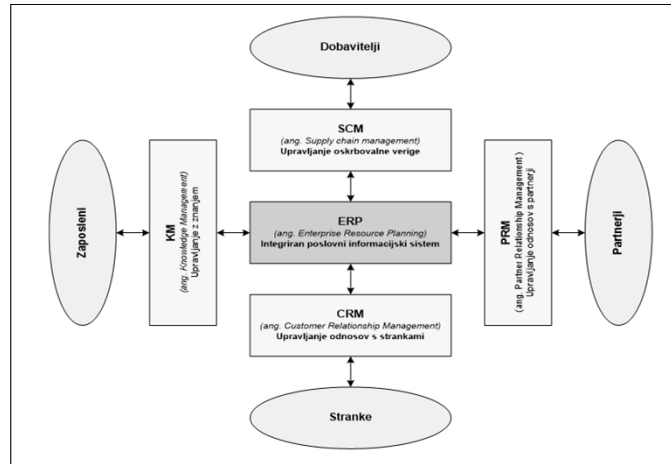 Dobavitelji
SCM
(ang. Supply chain management)
Upravljanje oskrbovalne verige
Zaposleni
KM
(ang. Knowledge Management)
Upravljanje z znanjem
ERP
(ang. Enterprise Resource Planning)
Integriran poslovni informacijski sistem
PRM
(ang. Partner Relationship Management)
Upravljanje odnosov s partnerji
Partnerji
CRM
(ang. Customer Relationship Management)
Upravljanje odnosov s strankami
Stranke